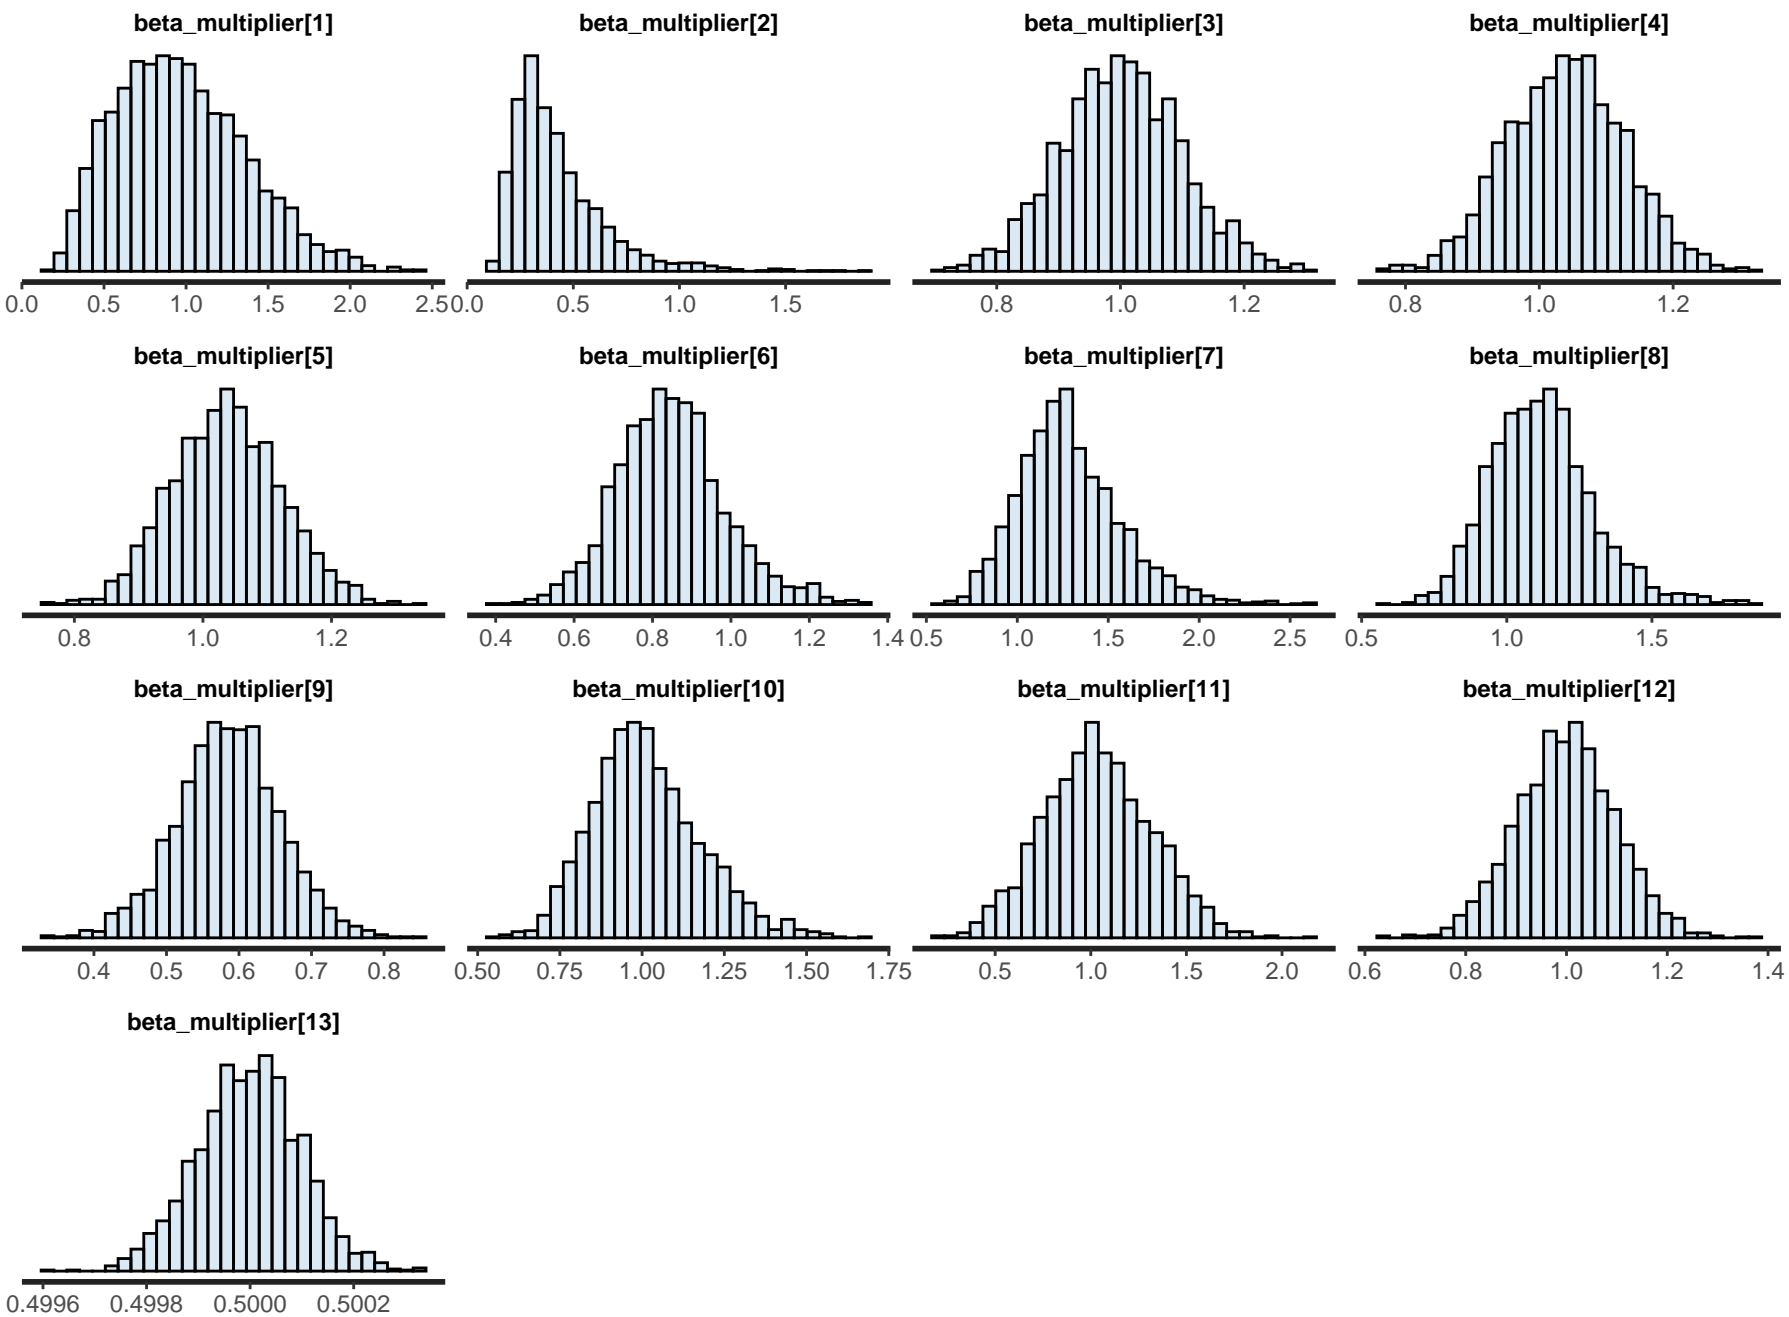 beta_multiplier[1] beta_multiplier[2] beta_multiplier[3] beta_multiplier[4]
0.0 0.5 1.0 1.5 2.0 2.5 0.0 0.5 1.0 1.5 0.8 1.0 1.2 0.8 1.0 1.2
beta_multiplier[5] beta_multiplier[6] beta_multiplier[7] beta_multiplier[8]
0.8 1.0 1.2 0.4 0.6 0.8 1.0 1.2 1.4 0.5 1.0 1.5 2.0 2.5 0.5 1.0 1.5
beta_multiplier[9] beta_multiplier[10] beta_multiplier[11] beta_multiplier[12]
0.4 0.5 0.6 0.7 0.8 0.50 0.75 1.00 1.25 1.50 1.75 0.5 1.0 1.5 2.0 0.6 0.8 1.0 1.2 1.4
beta_multiplier[13]
0.4996 0.4998 0.5000 0.5002